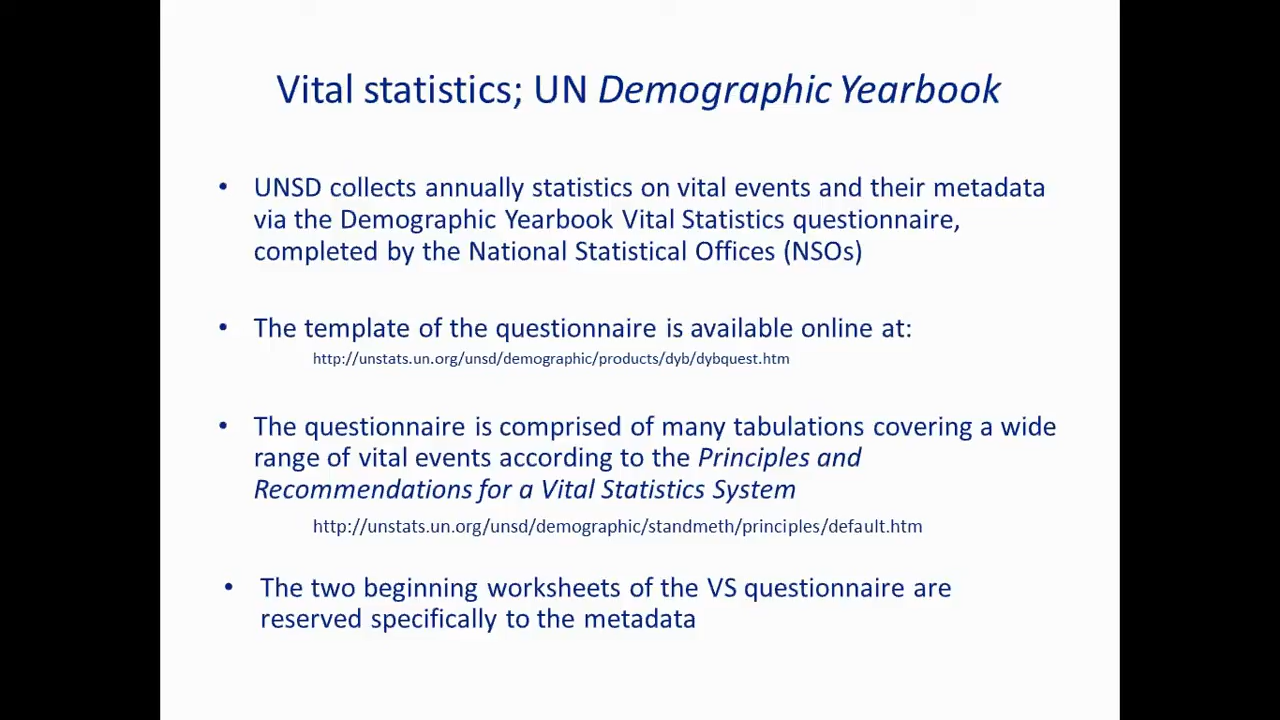 Vital statistics; UN Demographic Yearbook
• UNSD collects annually statistics on vital events and their metadata
via the Demographic Yearbook Vital Statistics questionnaire,
completed by the National Statistical Offices (NSOs)
• The template of the questionnaire is available online at:
http://unstats.un.org/unsd/demographic/products/dyb/dybquest.htm
• The questionnaire is comprised of many tabulations covering a wide
range of vital events according to the Principles and
Recommendations for a Vital Statistics System
http://unstats.un.org/unsd/demographic/standmeth/principles/default.htm
• The two beginning worksheets of the VS questionnaire are
reserved specifically to the metadata